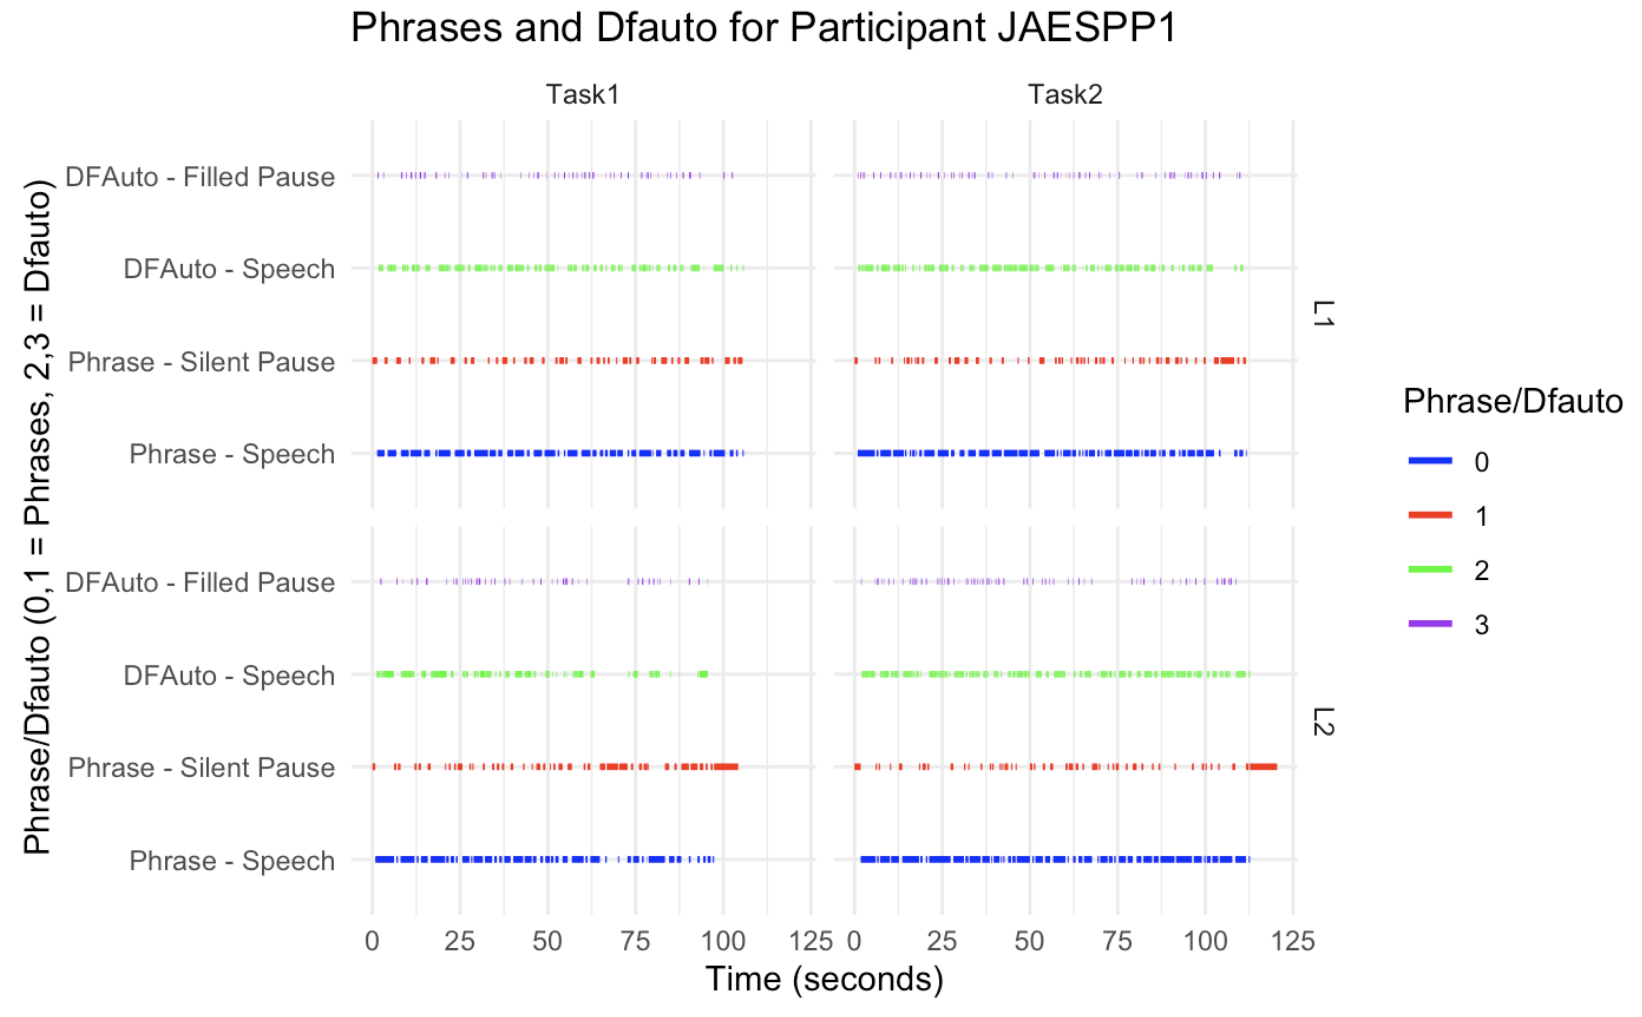 Phrases and Dfauto for Participant JAESPP1
Task1
Task2
Phrase/Dfauto (0,1 = Phrases, 2,3 = Dfauto)
DFAuto - Filled Pause
DFAuto - Speech
Phrase - Silent Pause
Phrase - Speech
L1
DFAuto - Filled Pause
DFAuto - Speech
Phrase - Silent Pause
Phrase - Speech
L2
0 25 50 75 100 125 0 25 50 75 100 125
Time (seconds)
Phrase/Dfauto
0
1
2
3